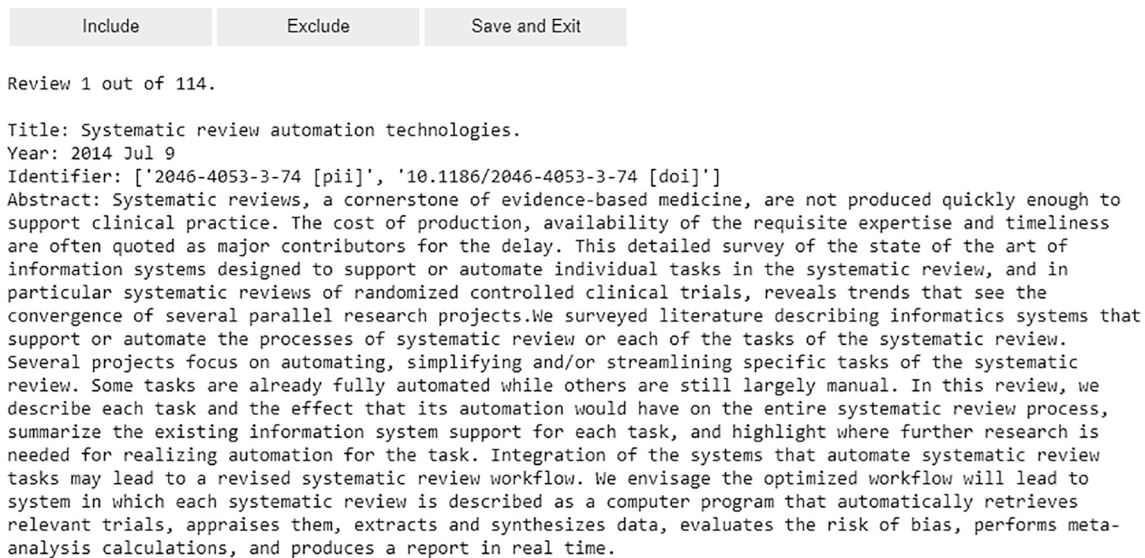 Include Exclude Save and Exit
Review 1 out of 114.
Title: Systematic review automation technologies.
Year: 2014 Jul 9
Identifier: ['2046-4053-3-74 [pii]', '10.1186/2046-4053-3-74 [doi]']
Abstract: Systematic reviews, a cornerstone of evidence-based medicine, are not produced quickly enough to
support clinical practice. The cost of production, availability of the requisite expertise and timeliness
are often quoted as major contributors for the delay. This detailed survey of the state of the art of
information systems designed to support or automate individual tasks in the systematic review, and in
particular systematic reviews of randomized controlled clinical trials, reveals trends that see the
convergence of several parallel research projects.We surveyed literature describing informatics systems that
support or automate the processes of systematic review or each of the tasks of the systematic review.
Several projects focus on automating, simplifying and/or streamlining specific tasks of the systematic
review. Some tasks are already fully automated while others are still largely manual. In this review, we
describe each task and the effect that its automation would have on the entire systematic review process,
summarize the existing information system support for each task, and highlight where further research is
needed for realizing automation for the task. Integration of the systems that automate systematic review
tasks may lead to a revised systematic review workflow. We envisage the optimized workflow will lead to
system in which each systematic review is described as a computer program that automatically retrieves
relevant trials, appraises them, extracts and synthesizes data, evaluates the risk of bias, performs meta-
analysis calculations, and produces a report in real time.